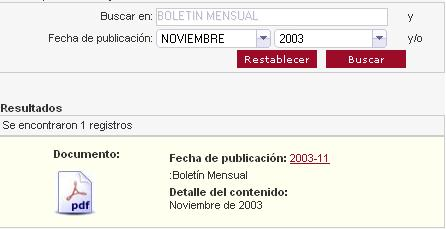 Buscar en: BOLETIN MENSUAL y
Fecha de publicación: NOVIEMBRE 2003 y/o
Restablecer Buscar
Resultados
Se encontraron 1 registros
Documento: Fecha de publicación: 2003-11
:Boletín Mensual
Detalle del contenido:
Noviembre de 2003
pdf